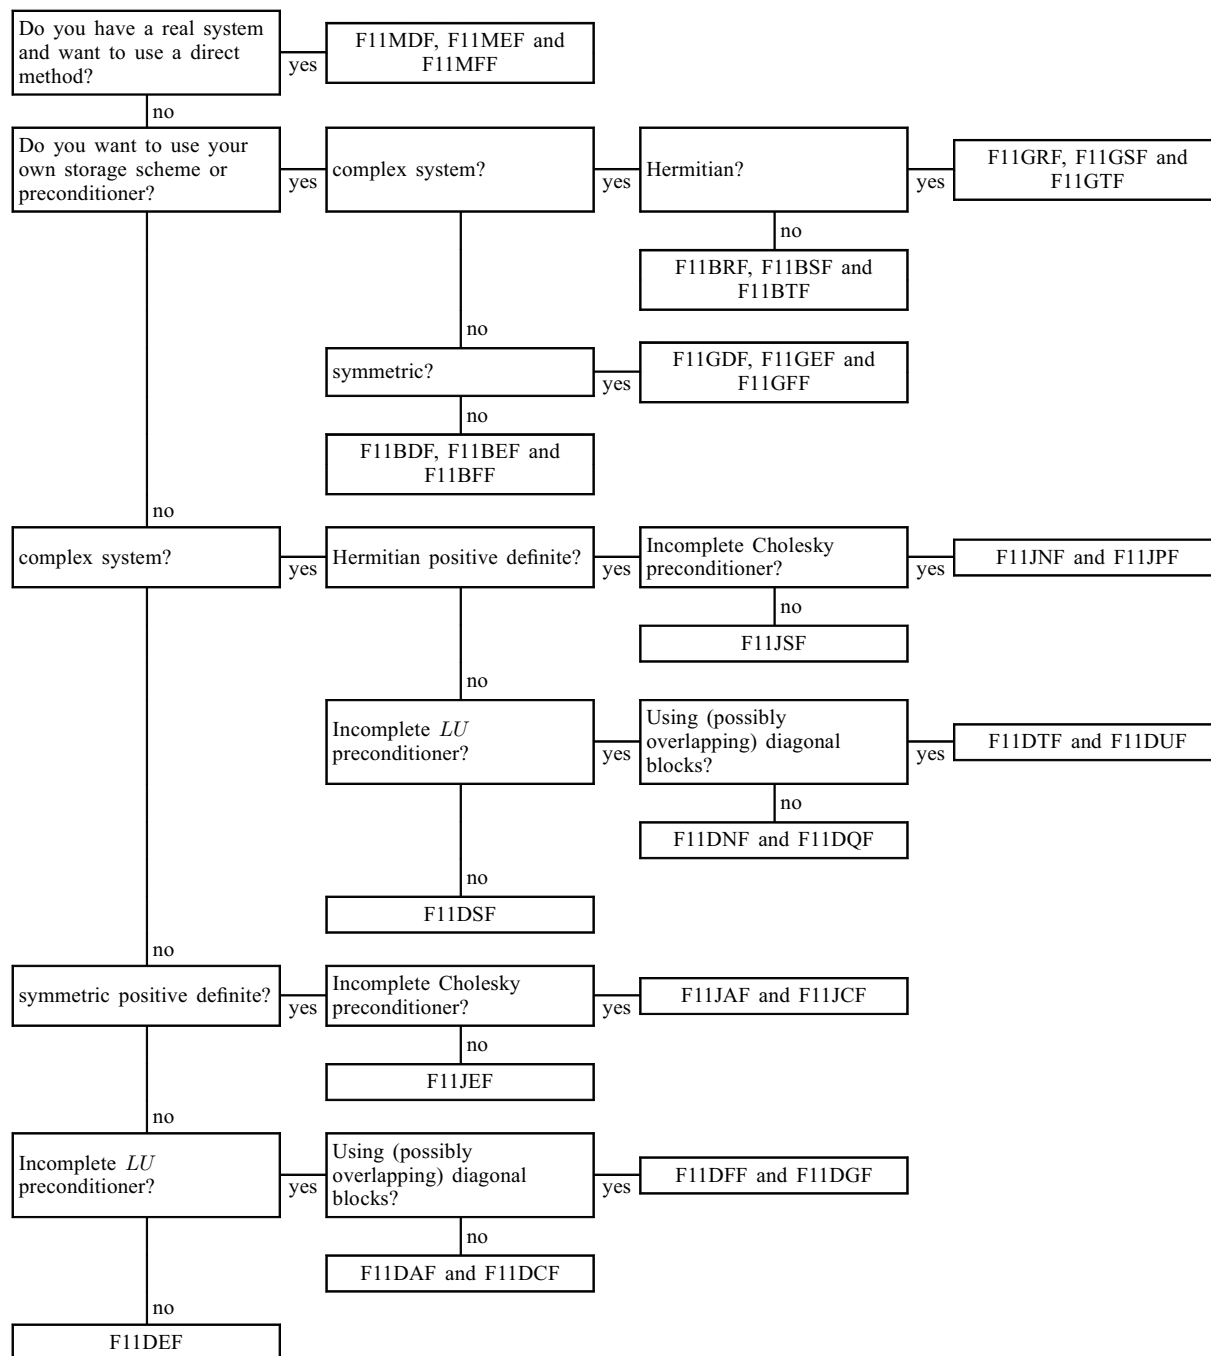 Do you have a real system
and want to use a direct
method?
yes
F11MDF, F11MEF and
F11MFF
no
Do you want to use your
own storage scheme or
preconditioner?
yes
complex system?
yes
Hermitian?
yes
F11GRF, F11GSF and
F11GTF
no
F11BRF, F11BSF and
F11BTF
no
symmetric?
yes
F11GDF, F11GEF and
F11GFF
no
F11BDF, F11BEF and
F11BFF
no
complex system?
yes
Hermitian positive definite?
yes
Incomplete Cholesky
preconditioner?
yes
F11JNF and F11JPF
no
F11JSF
no
Incomplete LU
preconditioner?
yes
Using (possibly
overlapping) diagonal
blocks?
yes
F11DTF and F11DUF
no
F11DNF and F11DQF
no
F11DSF
no
symmetric positive definite?
yes
Incomplete Cholesky
preconditioner?
yes
F11JAF and F11JCF
no
F11JEF
no
Incomplete LU
preconditioner?
yes
Using (possibly
overlapping) diagonal
blocks?
yes
F11DFF and F11DGF
no
F11DAF and F11DCF
no
F11DEF